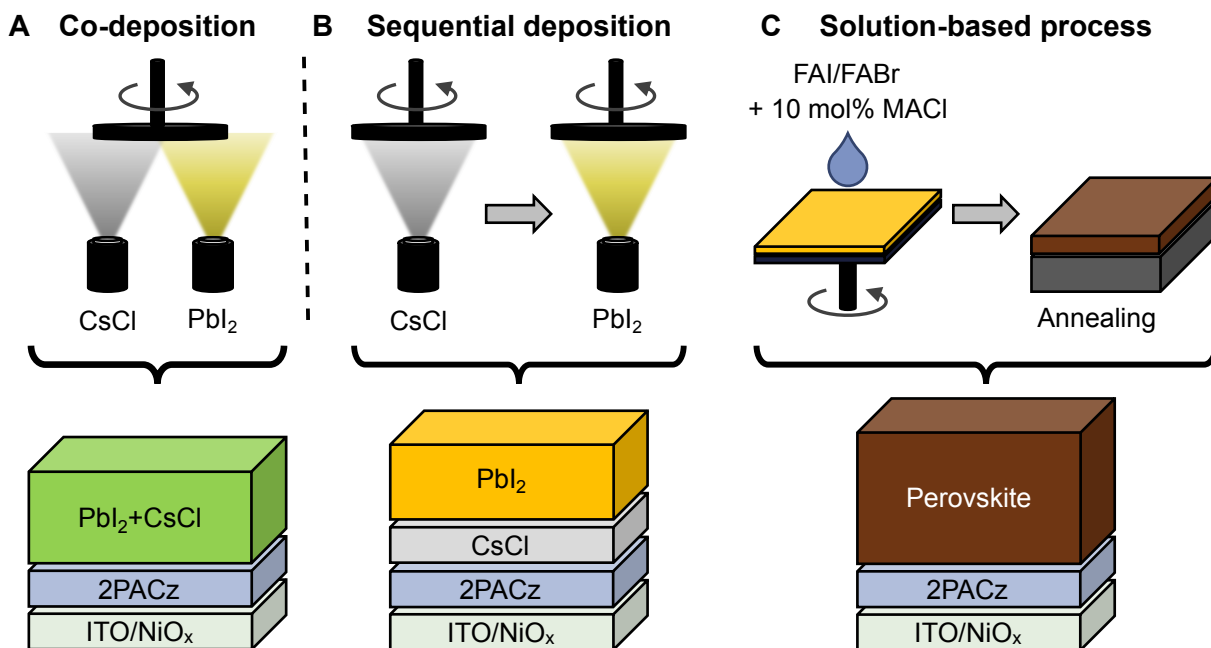 A Co-deposition
CsCl PbI₂
PbI₂+CsCl
2PACz
ITO/NiOₓ
B Sequential deposition
CsCl PbI₂
PbI₂
CsCl
2PACz
ITO/NiOₓ
C Solution-based process
FAI/FABr
+ 10 mol% MACl
Annealing
Perovskite
2PACz
ITO/NiOₓ